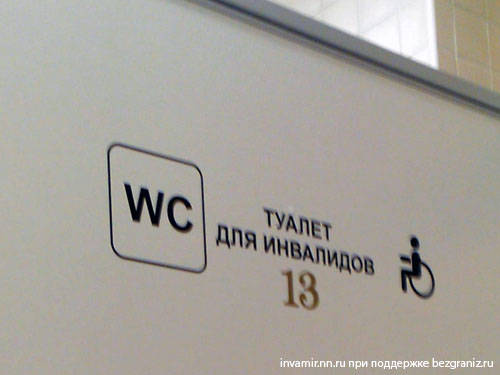 WC
ТУАЛЕТ
ДЛЯ ИНВАЛИДОВ
13
invamir.nn.ru при поддержке bezgraniz.ru